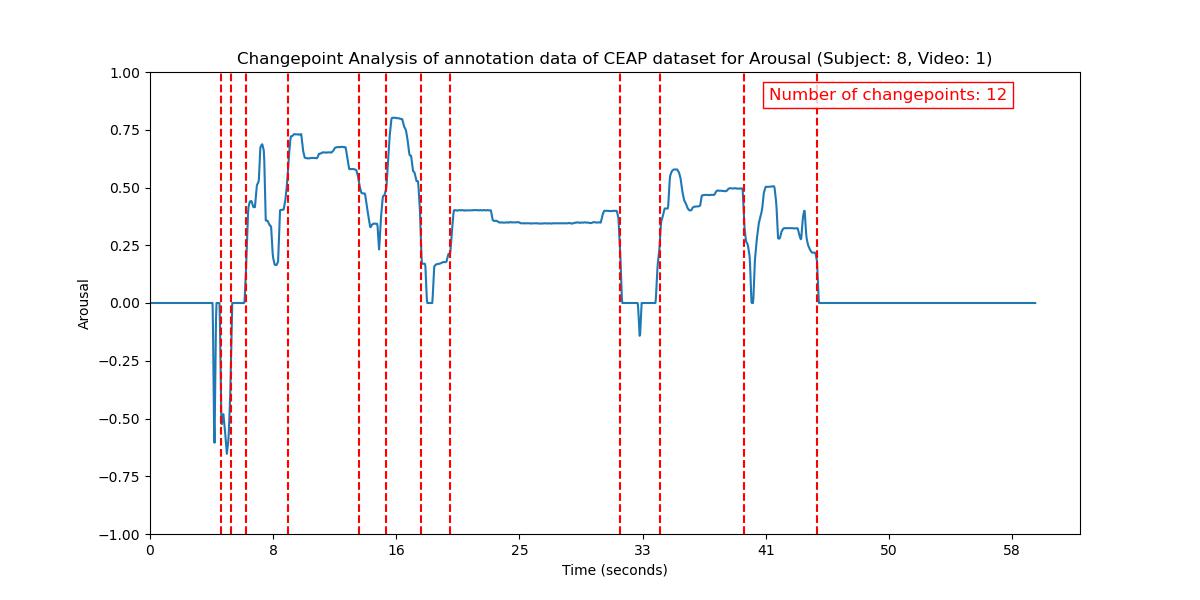 Changepoint Analysis of annotation data of CEAP dataset for Arousal (Subject: 8, Video: 1)
Number of changepoints: 12
1.00
0.75
0.50
0.25
0.00
−0.25
−0.50
−0.75
−1.00
Arousal
0 8 16 25 33 41 50 58
Time (seconds)